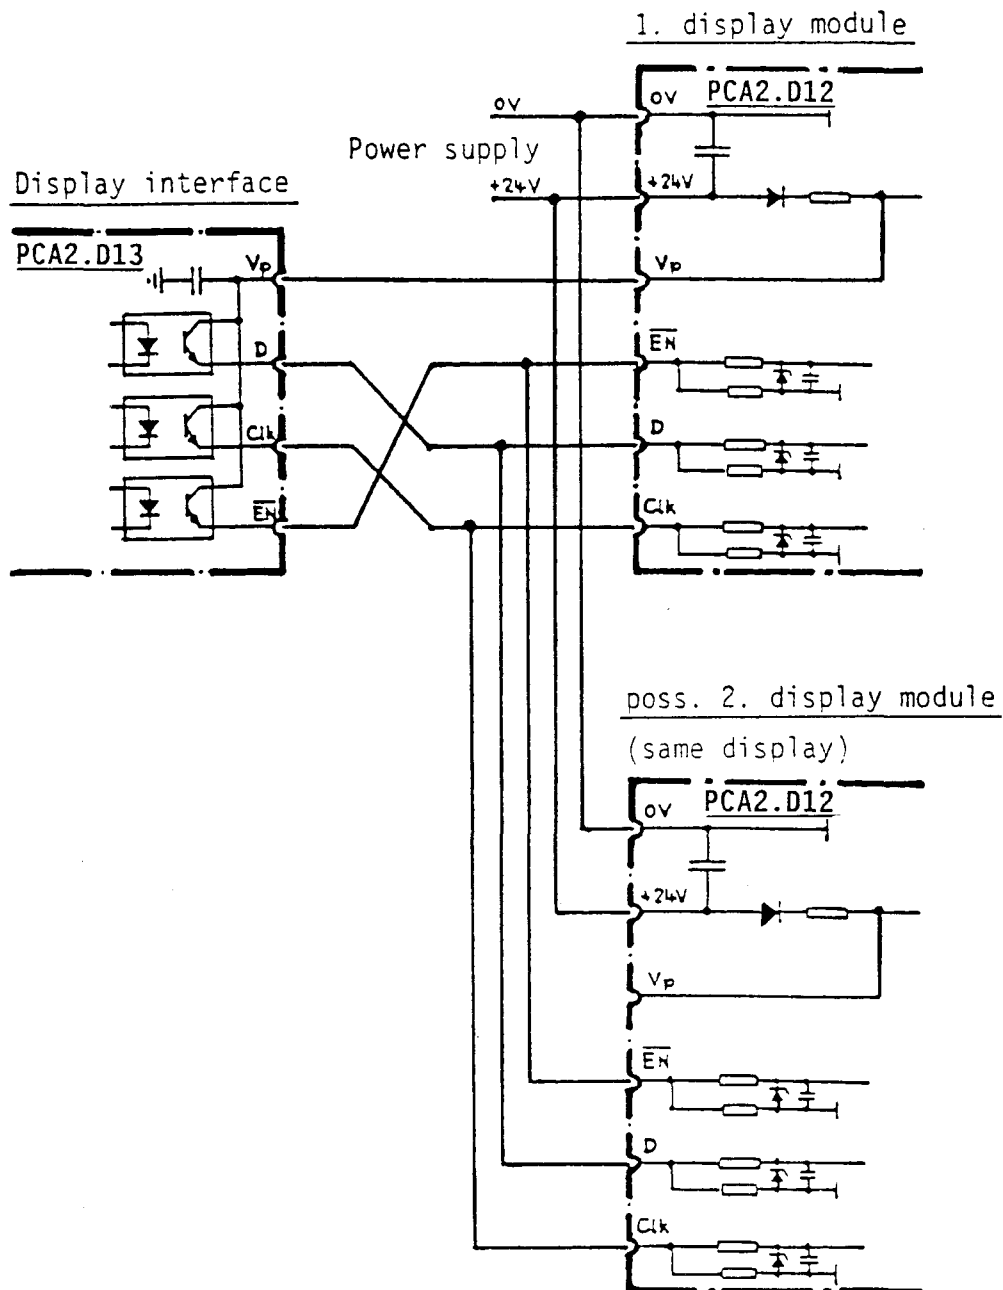 1. display module
PCA2.D12
0V
0V
Power supply
+24V
+24V
Display interface
PCA2.D13
Vp
Vp
EN
D
D
Clk
Clk
EN
poss. 2. display module
(same display)
PCA2.D12
0V
+24V
Vp
EN
D
Clk